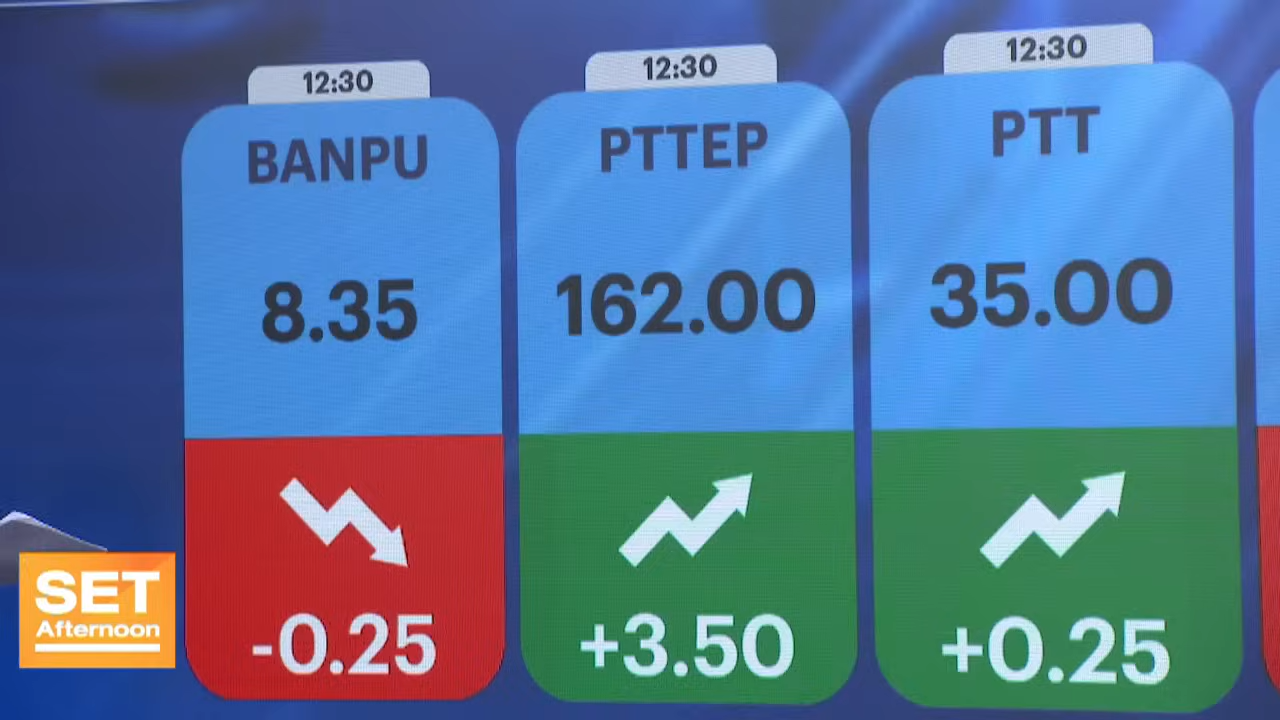 12:30
BANPU
8.35
-0.25
12:30
PTTEP
162.00
+3.50
12:30
PTT
35.00
+0.25
SET
Afternoon